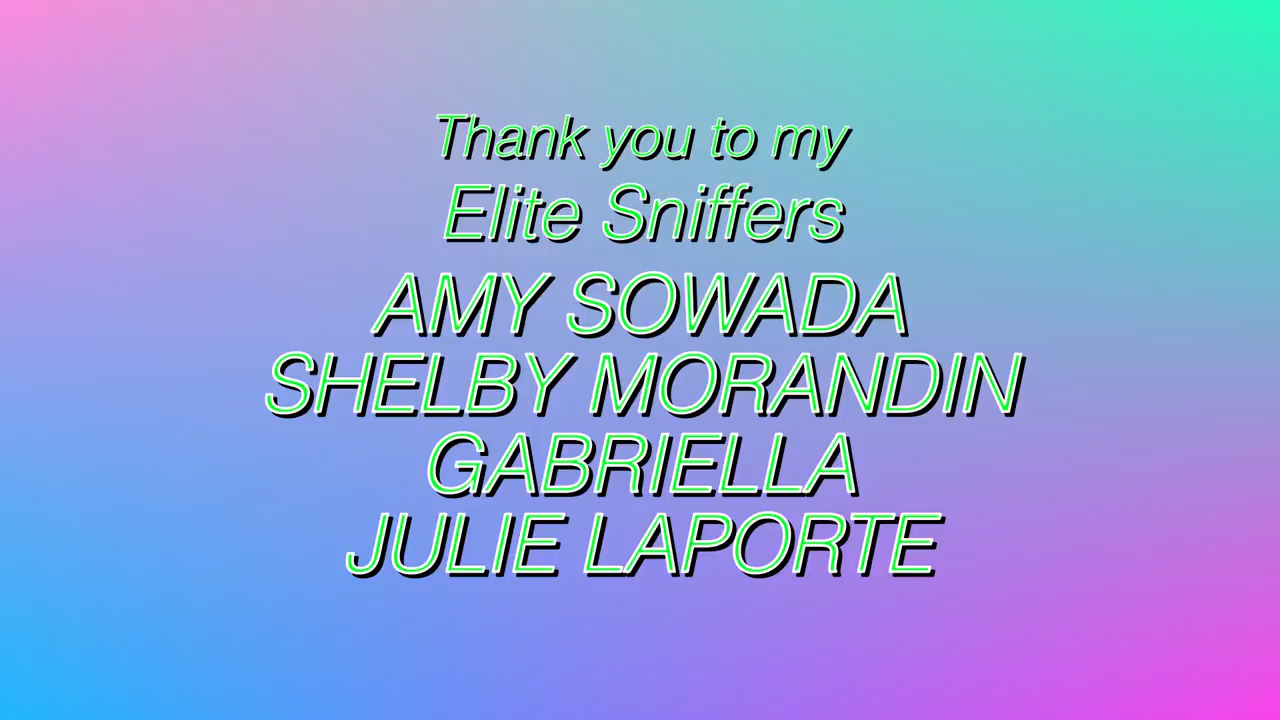 Thank you to my
Elite Sniffers
AMY SOWADA
SHELBY MORANDIN
GABRIELLA
JULIE LAPORTE